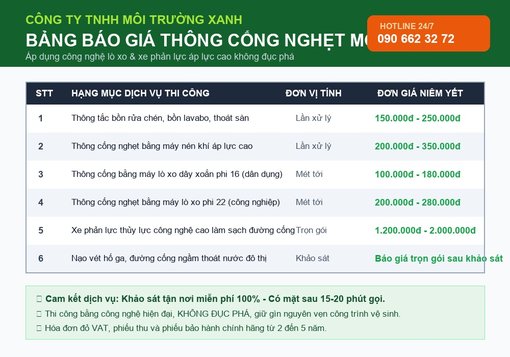 CÔNG TY TNHH MÔI TRƯỜNG XANH
BẢNG BÁO GIÁ THÔNG CỐNG NGHẸT
Áp dụng công nghệ lò xo & xe phản lực áp lực cao không đục phá
HOTLINE 24/7
090 662 32 72
STT HẠNG MỤC DỊCH VỤ THI CÔNG ĐƠN VỊ TÍNH ĐƠN GIÁ NIÊM YẾT
1 Thông tắc bồn rửa chén, bồn lavabo, thoát sàn Lần xử lý 150.000đ - 250.000đ
2 Thông cống nghẹt bằng máy nén khí áp lực cao Lần xử lý 200.000đ - 350.000đ
3 Thông cống bằng máy lò xo dây xoắn phi 16 (dân dụng) Mét tới 100.000đ - 180.000đ
4 Thông cống nghẹt bằng máy lò xo phi 22 (công nghiệp) Mét tới 200.000đ - 280.000đ
5 Xe phản lực thủy lực công nghệ cao làm sạch đường cống Trọn gói 1.200.000đ - 2.000.000đ
6 Nạo vét hố ga, đường cống ngầm thoát nước đô thị Khảo sát Báo giá trọn gói sau khảo sát
Cam kết dịch vụ: Khảo sát tận nơi miễn phí 100% - Có mặt sau 15-20 phút gọi.
Thi công bằng công nghệ hiện đại, KHÔNG ĐỤC PHÁ, giữ gìn nguyên vẹn công trình vệ sinh.
Hóa đơn đỏ VAT, phiếu thu và phiếu bảo hành chính hãng từ 2 đến 5 năm.